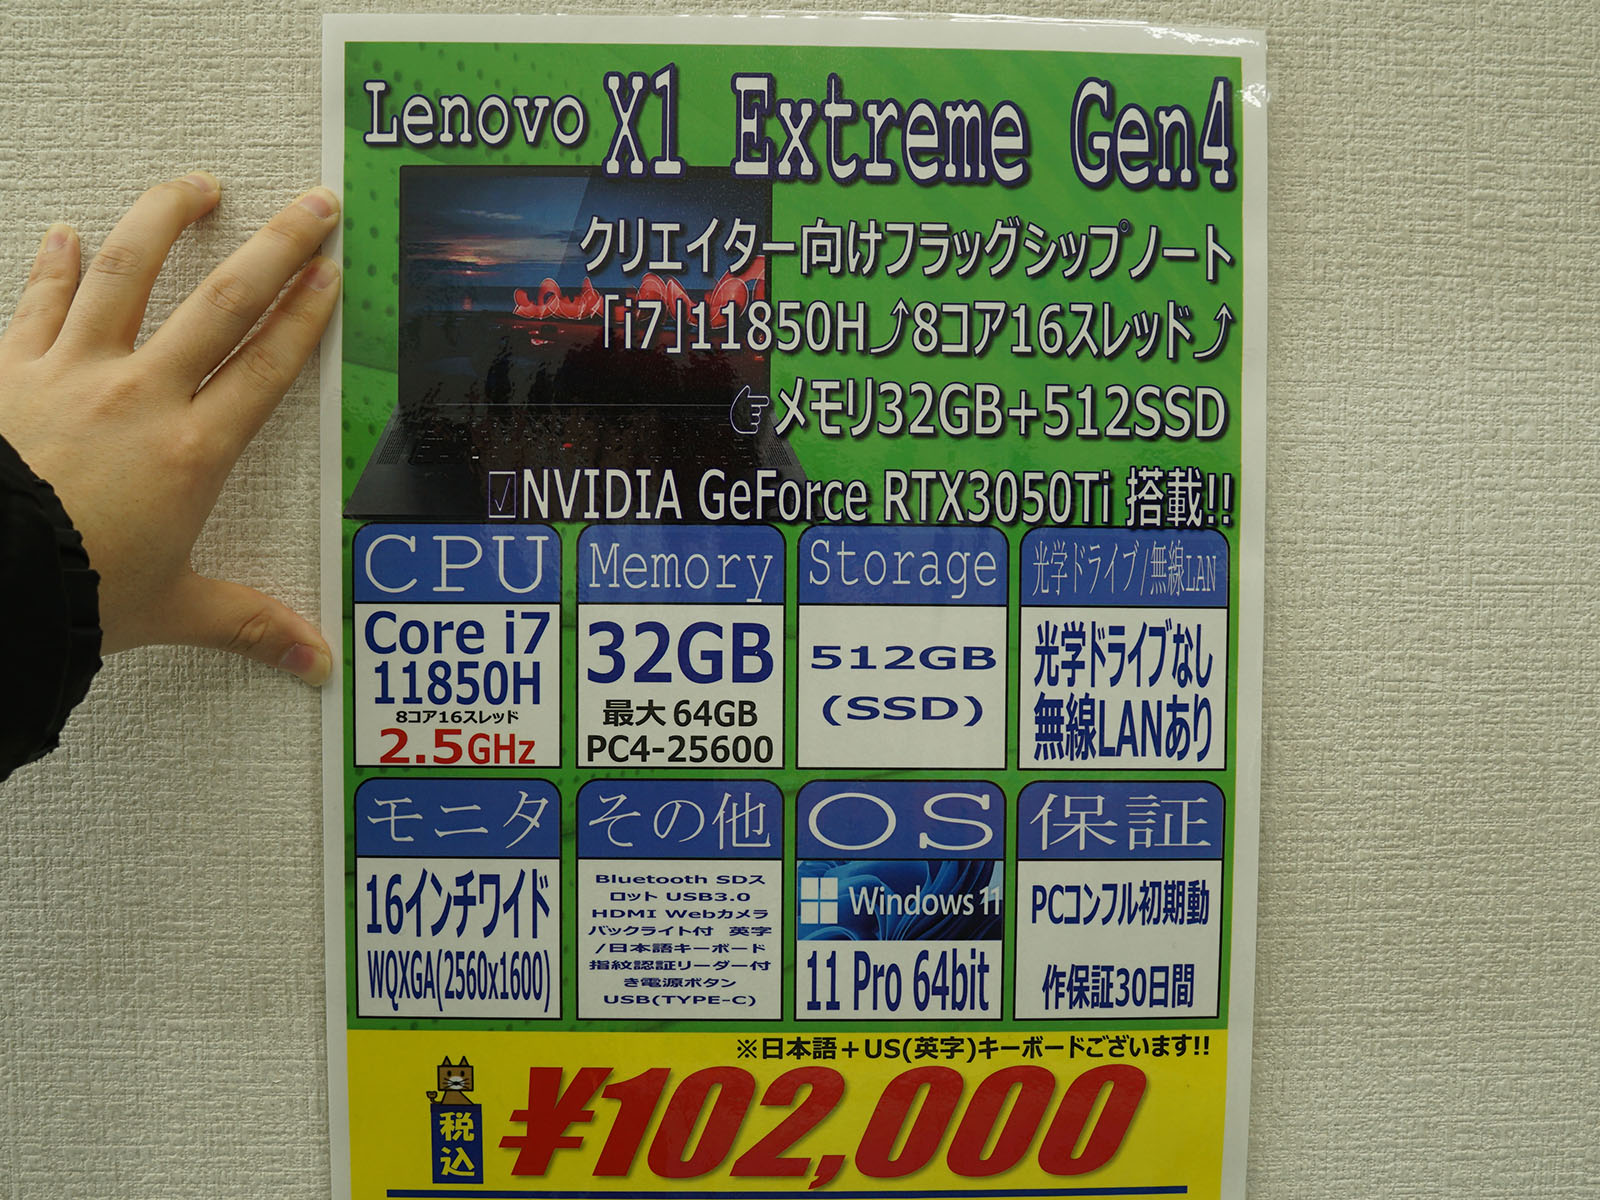 Lenovo X1 Extreme Gen4
クリエイター向けフラッグシップノート
「i7」11850H⤴8コア16スレッド⤴
☞メモリ32GB+512SSD
☑NVIDIA GeForce RTX3050Ti 搭載!!
CPU
Core i7
11850H
8コア16スレッド
2.5GHz
Memory
32GB
最大 64GB
PC4-25600
Storage
512GB
(SSD)
光学ドライブ/無線LAN
光学ドライブなし
無線LANあり
モニタ
16インチワイド
WQXGA(2560x1600)
その他
Bluetooth SDス
ロット USB3.0
HDMI Webカメラ
バックライト付 英字
/日本語キーボード
指紋認証リーダー付
き電源ボタン
USB(TYPE-C)
OS
Windows 11
11 Pro 64bit
保証
PCコンフル初期動
作保証30日間
※日本語＋US(英字)キーボードございます!!
税込
¥102,000